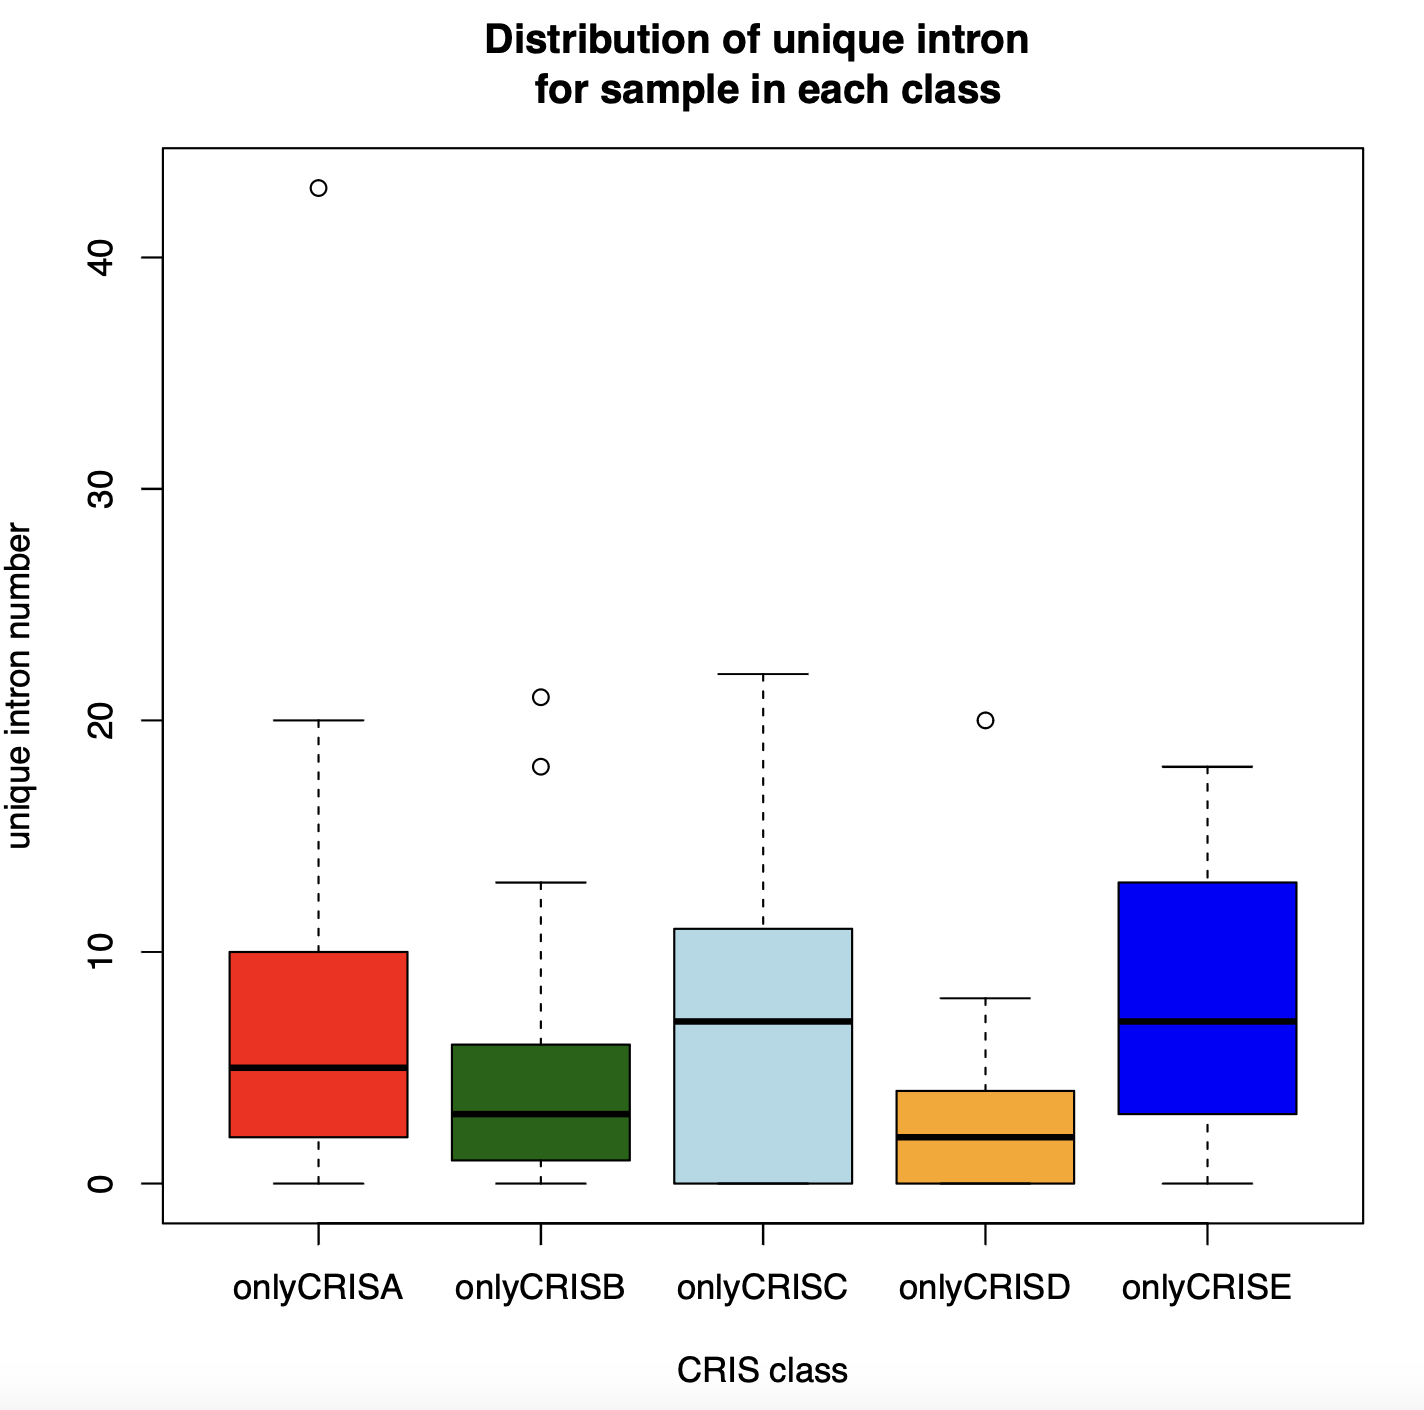 Distribution of unique intron
for sample in each class
unique intron number
40
30
20
10
0
onlyCRISA onlyCRISB onlyCRISC onlyCRISD onlyCRISE
CRIS class